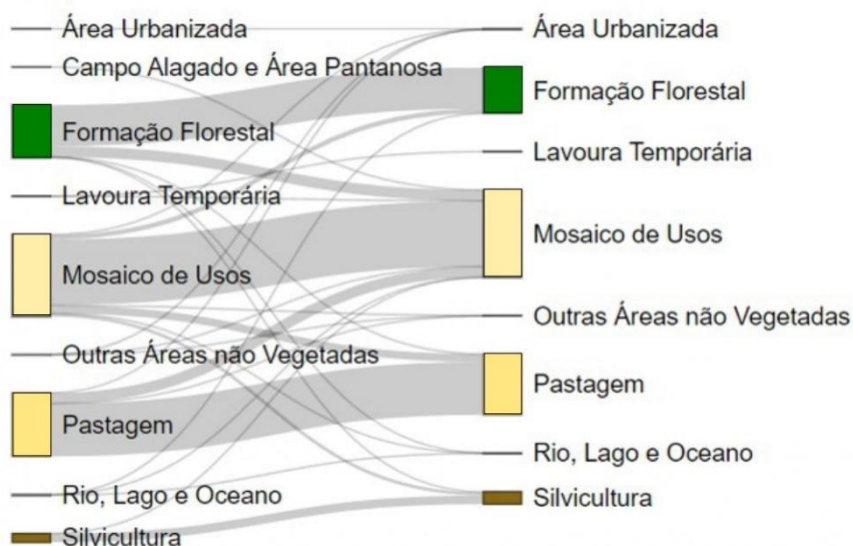 Área Urbanizada
Campo Alagado e Área Pantanosa
Formação Florestal
Lavoura Temporária
Mosaico de Usos
Outras Áreas não Vegetadas
Pastagem
Rio, Lago e Oceano
Silvicultura
Área Urbanizada
Formação Florestal
Lavoura Temporária
Mosaico de Usos
Outras Áreas não Vegetadas
Pastagem
Rio, Lago e Oceano
Silvicultura